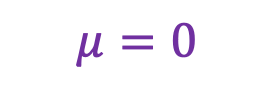 μ = 0